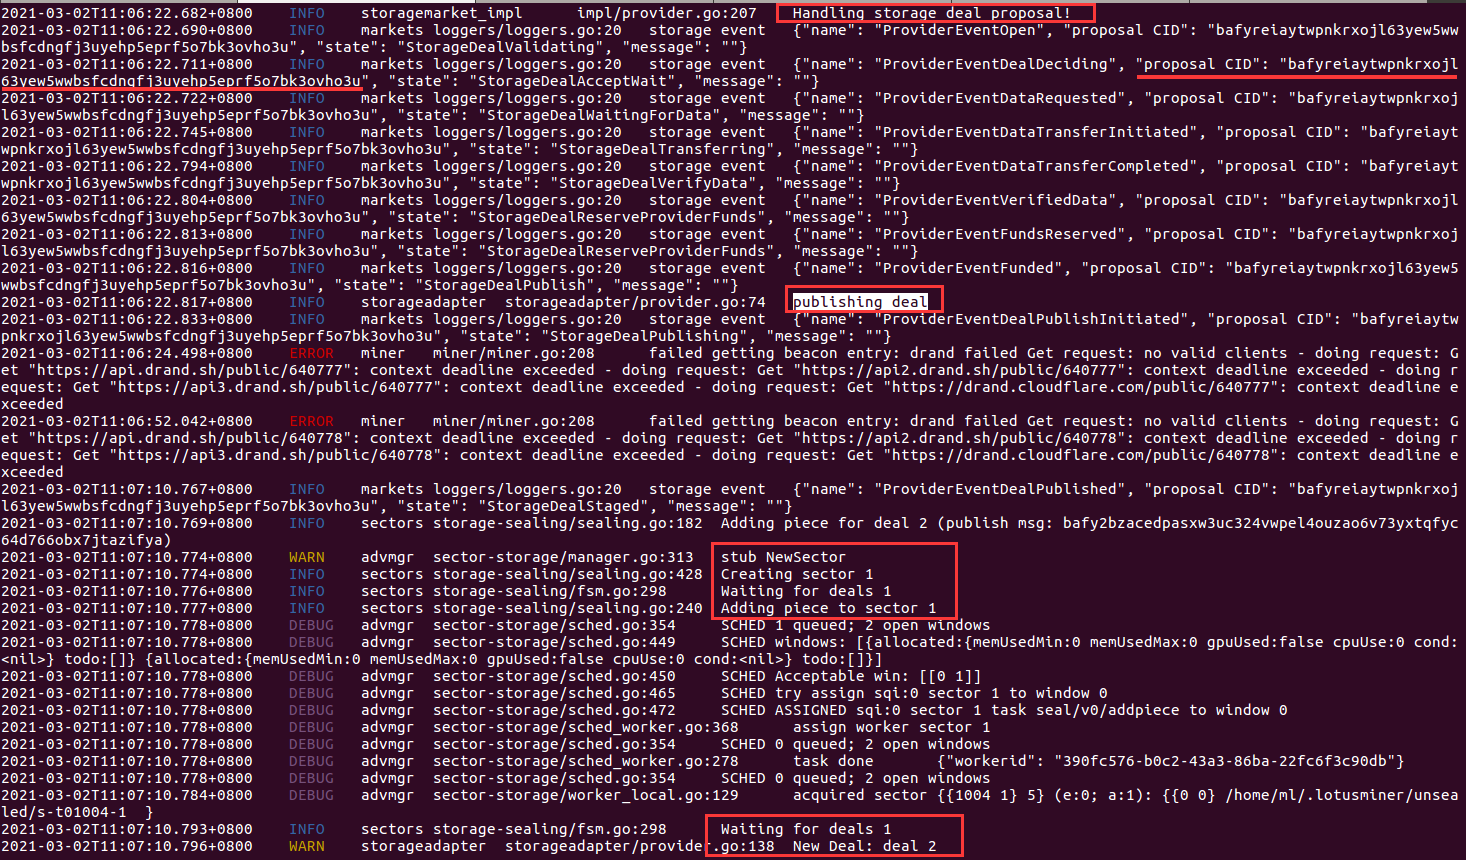 2021-03-02T11:06:22.682+0800    INFO    storagemarket_impl      impl/provider.go:207    Handling storage deal proposal!
2021-03-02T11:06:22.690+0800    INFO    markets loggers/loggers.go:20   storage event   {"name": "ProviderEventOpen", "proposal CID": "bafyreiaytwpnkrxojl63yew5ww
bsfcdngfj3uyehp5eprf5o7bk3ovho3u", "state": "StorageDealValidating", "message": ""}
2021-03-02T11:06:22.711+0800    INFO    markets loggers/loggers.go:20   storage event   {"name": "ProviderEventDealDeciding", "proposal CID": "bafyreiaytwpnkrxojl
63yew5wwbsfcdngfj3uyehp5eprf5o7bk3ovho3u", "state": "StorageDealAcceptWait", "message": ""}
2021-03-02T11:06:22.722+0800    INFO    markets loggers/loggers.go:20   storage event   {"name": "ProviderEventDataRequested", "proposal CID": "bafyreiaytwpnkrxoj
l63yew5wwbsfcdngfj3uyehp5eprf5o7bk3ovho3u", "state": "StorageDealWaitingForData", "message": ""}
2021-03-02T11:06:22.745+0800    INFO    markets loggers/loggers.go:20   storage event   {"name": "ProviderEventDataTransferInitiated", "proposal CID": "bafyreiayt
wpnkrxojl63yew5wwbsfcdngfj3uyehp5eprf5o7bk3ovho3u", "state": "StorageDealTransferring", "message": ""}
2021-03-02T11:06:22.794+0800    INFO    markets loggers/loggers.go:20   storage event   {"name": "ProviderEventDataTransferCompleted", "proposal CID": "bafyreiayt
wpnkrxojl63yew5wwbsfcdngfj3uyehp5eprf5o7bk3ovho3u", "state": "StorageDealVerifyData", "message": ""}
2021-03-02T11:06:22.804+0800    INFO    markets loggers/loggers.go:20   storage event   {"name": "ProviderEventVerifiedData", "proposal CID": "bafyreiaytwpnkrxojl
63yew5wwbsfcdngfj3uyehp5eprf5o7bk3ovho3u", "state": "StorageDealReserveProviderFunds", "message": ""}
2021-03-02T11:06:22.813+0800    INFO    markets loggers/loggers.go:20   storage event   {"name": "ProviderEventFundsReserved", "proposal CID": "bafyreiaytwpnkrxoj
l63yew5wwbsfcdngfj3uyehp5eprf5o7bk3ovho3u", "state": "StorageDealReserveProviderFunds", "message": ""}
2021-03-02T11:06:22.816+0800    INFO    markets loggers/loggers.go:20   storage event   {"name": "ProviderEventFunded", "proposal CID": "bafyreiaytwpnkrxojl63yew5
wwbsfcdngfj3uyehp5eprf5o7bk3ovho3u", "state": "StorageDealPublish", "message": ""}
2021-03-02T11:06:22.817+0800    INFO    storageadapter  storageadapter/provider.go:74   publishing deal
2021-03-02T11:06:22.833+0800    INFO    markets loggers/loggers.go:20   storage event   {"name": "ProviderEventDealPublishInitiated", "proposal CID": "bafyreiaytw
pnkrxojl63yew5wwbsfcdngfj3uyehp5eprf5o7bk3ovho3u", "state": "StorageDealPublishing", "message": ""}
2021-03-02T11:06:24.498+0800    ERROR   miner   miner/miner.go:208      failed getting beacon entry: drand failed Get request: no valid clients - doing request: G
et "https://api.drand.sh/public/640777": context deadline exceeded - doing request: Get "https://api2.drand.sh/public/640777": context deadline exceeded - doing r
equest: Get "https://api3.drand.sh/public/640777": context deadline exceeded - doing request: Get "https://drand.cloudflare.com/public/640777": context deadline e
xceeded
2021-03-02T11:06:52.042+0800    ERROR   miner   miner/miner.go:208      failed getting beacon entry: drand failed Get request: no valid clients - doing request: G
et "https://api.drand.sh/public/640778": context deadline exceeded - doing request: Get "https://api2.drand.sh/public/640778": context deadline exceeded - doing r
equest: Get "https://api3.drand.sh/public/640778": context deadline exceeded - doing request: Get "https://drand.cloudflare.com/public/640778": context deadline e
xceeded
2021-03-02T11:07:10.767+0800    INFO    markets loggers/loggers.go:20   storage event   {"name": "ProviderEventDealPublished", "proposal CID": "bafyreiaytwpnkrxoj
l63yew5wwbsfcdngfj3uyehp5eprf5o7bk3ovho3u", "state": "StorageDealStaged", "message": ""}
2021-03-02T11:07:10.769+0800    INFO    sectors storage-sealing/sealing.go:182  Adding piece for deal 2 (publish msg: bafy2bzacedpasxw3uc324vwpel4ouzao6v73yxtqfyc
64d766obx7jtazifya)
2021-03-02T11:07:10.774+0800    WARN    advmgr  sector-storage/manager.go:313   stub NewSector
2021-03-02T11:07:10.774+0800    INFO    sectors storage-sealing/sealing.go:428  Creating sector 1
2021-03-02T11:07:10.776+0800    INFO    sectors storage-sealing/fsm.go:298      Waiting for deals 1
2021-03-02T11:07:10.777+0800    INFO    sectors storage-sealing/sealing.go:240  Adding piece to sector 1
2021-03-02T11:07:10.778+0800    DEBUG   advmgr  sector-storage/sched.go:354     SCHED 1 queued; 2 open windows
2021-03-02T11:07:10.778+0800    DEBUG   advmgr  sector-storage/sched.go:449     SCHED windows: [{allocated:{memUsedMin:0 memUsedMax:0 gpuUsed:false cpuUse:0 cond:
<nil>} todo:[]} {allocated:{memUsedMin:0 memUsedMax:0 gpuUsed:false cpuUse:0 cond:<nil>} todo:[]}]
2021-03-02T11:07:10.778+0800    DEBUG   advmgr  sector-storage/sched.go:450     SCHED Acceptable win: [[0 1]]
2021-03-02T11:07:10.778+0800    DEBUG   advmgr  sector-storage/sched.go:465     SCHED try assign sqi:0 sector 1 to window 0
2021-03-02T11:07:10.778+0800    DEBUG   advmgr  sector-storage/sched.go:472     SCHED ASSIGNED sqi:0 sector 1 task seal/v0/addpiece to window 0
2021-03-02T11:07:10.778+0800    DEBUG   advmgr  sector-storage/sched_worker.go:368      assign worker sector 1
2021-03-02T11:07:10.778+0800    DEBUG   advmgr  sector-storage/sched.go:354     SCHED 0 queued; 2 open windows
2021-03-02T11:07:10.778+0800    DEBUG   advmgr  sector-storage/sched_worker.go:278      task done       {"workerid": "390fc576-b0c2-43a3-86ba-22fc6f3c90db"}
2021-03-02T11:07:10.778+0800    DEBUG   advmgr  sector-storage/sched.go:354     SCHED 0 queued; 2 open windows
2021-03-02T11:07:10.784+0800    DEBUG   advmgr  sector-storage/worker_local.go:129      acquired sector {{1004 1} 5} (e:0; a:1): {{0 0} /home/ml/.lotusminer/unsea
led/s-t01004-1  }
2021-03-02T11:07:10.793+0800    INFO    sectors storage-sealing/fsm.go:298      Waiting for deals 1
2021-03-02T11:07:10.796+0800    WARN    storageadapter  storageadapter/provider.go:138  New Deal: deal 2